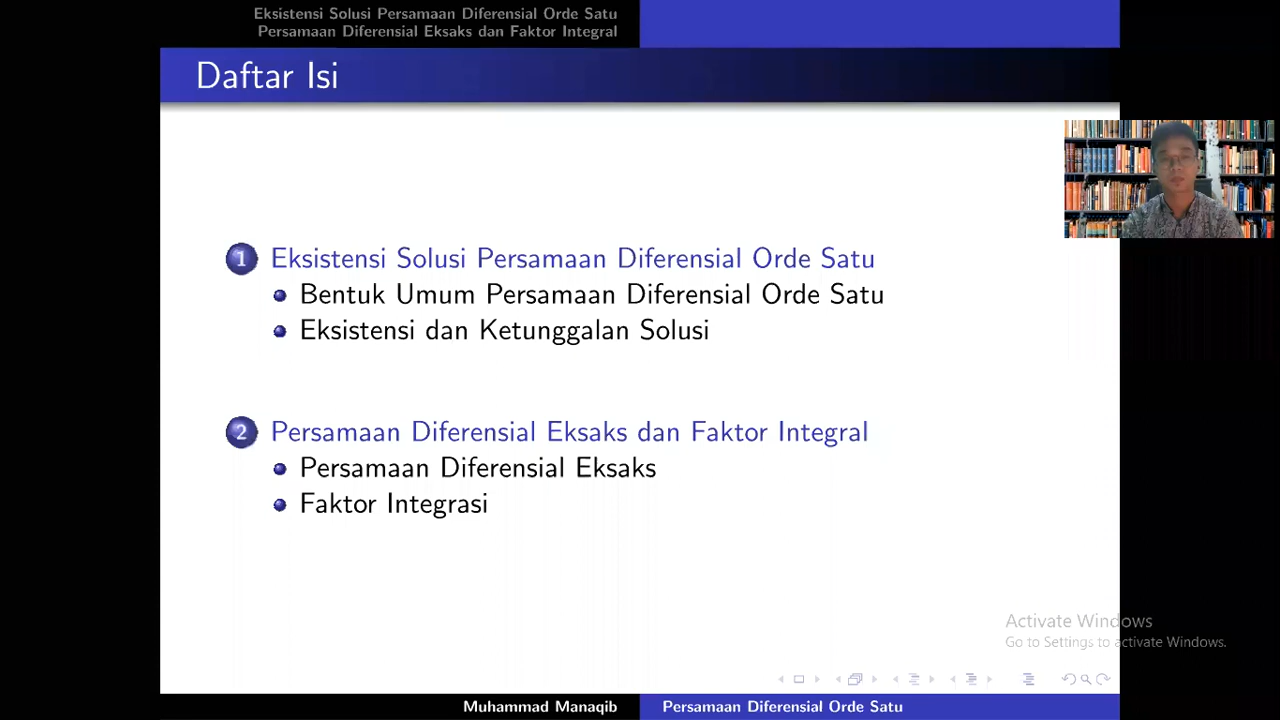 Eksistensi Solusi Persamaan Diferensial Orde Satu
Persamaan Diferensial Eksaks dan Faktor Integral
Daftar Isi
1 Eksistensi Solusi Persamaan Diferensial Orde Satu
Bentuk Umum Persamaan Diferensial Orde Satu
Eksistensi dan Ketunggalan Solusi
2 Persamaan Diferensial Eksaks dan Faktor Integral
Persamaan Diferensial Eksaks
Faktor Integrasi
Activate Windows
Go to Settings to activate Windows.
Muhammad Manaqib
Persamaan Diferensial Orde Satu